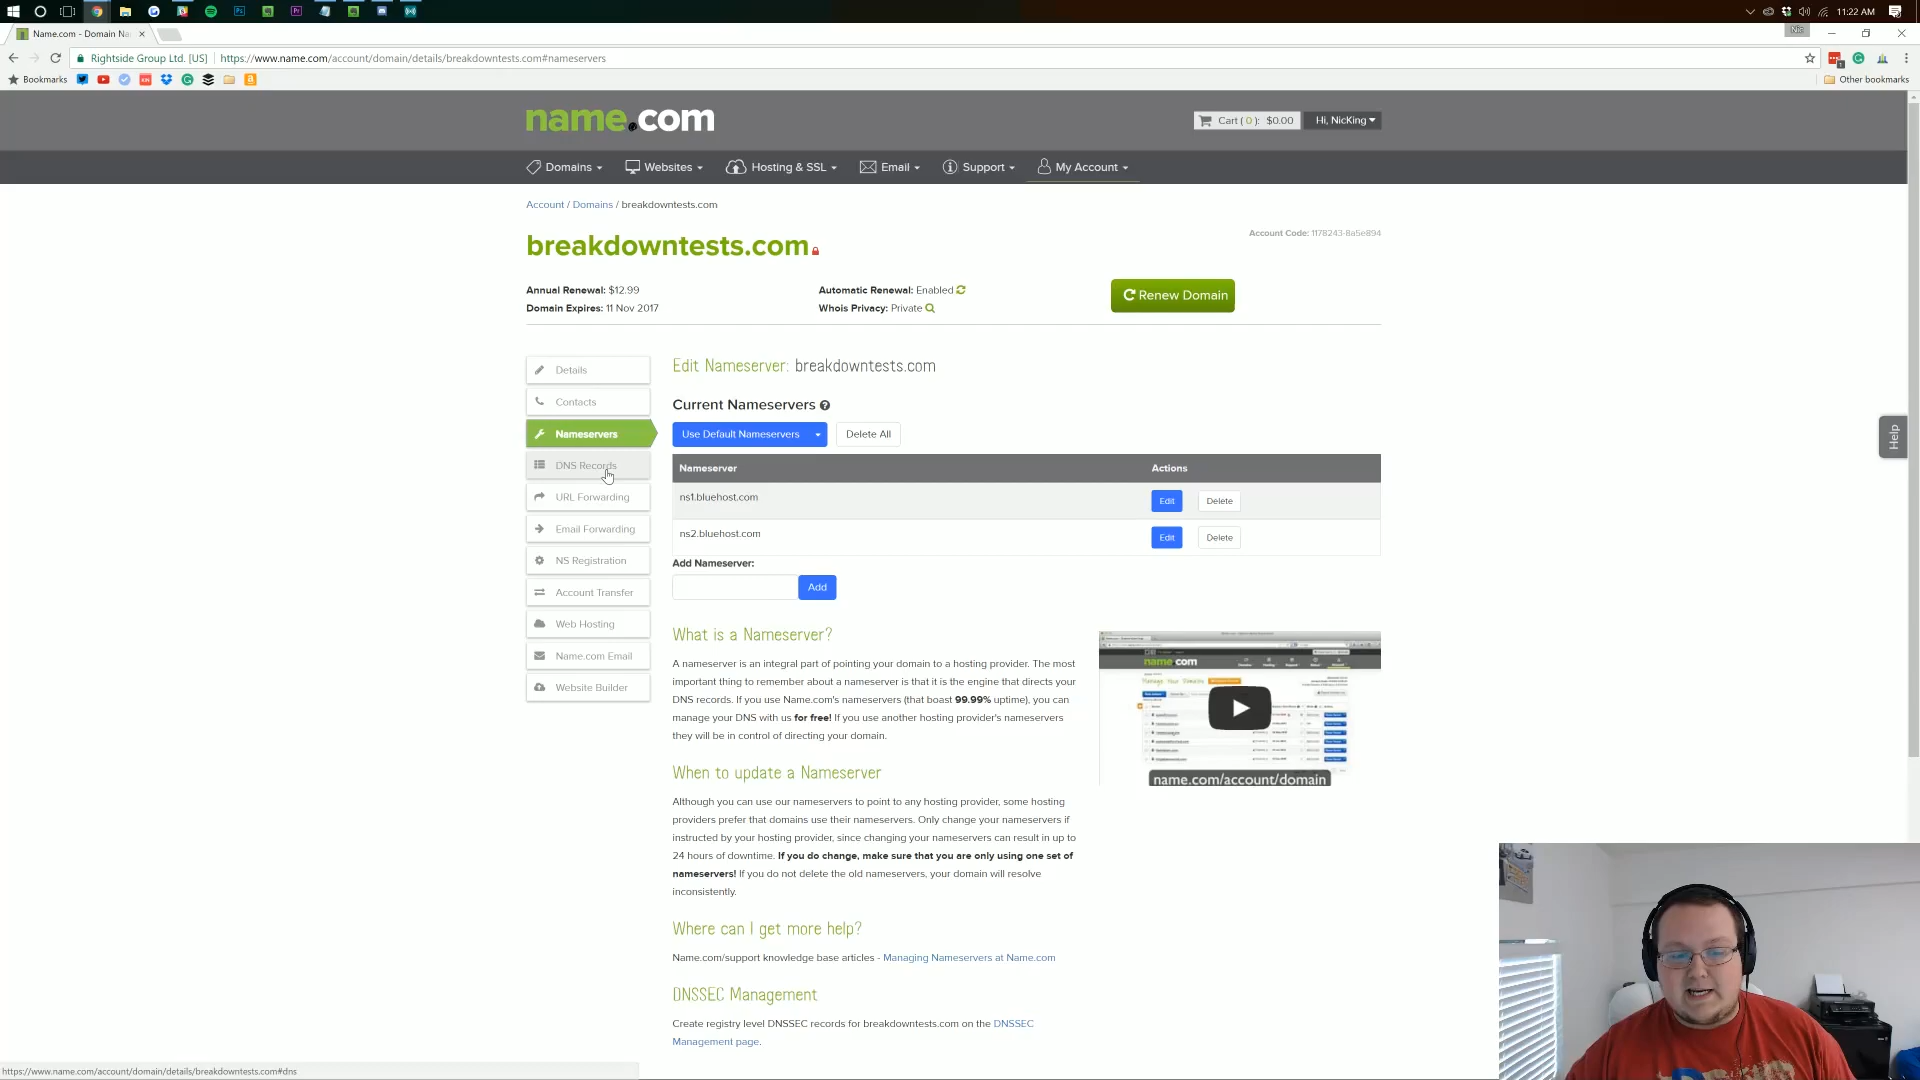 11:22 AM
Name.com - Domain Na
Nic
Rightside Group Ltd. [US] https://www.name.com/account/domain/details/breakdowntests.com#nameservers
Bookmarks
Other bookmarks
name.com
Cart ( 0 ): $0.00
Hi, NicKing
Domains
Websites
Hosting & SSL
Email
Support
My Account
Account / Domains / breakdowntests.com
breakdowntests.com
Account Code: 1178243-8a5e894
Annual Renewal: $12.99
Automatic Renewal: Enabled
Renew Domain
Domain Expires: 11 Nov 2017
Whois Privacy: Private
Details
Contacts
Nameservers
DNS Records
URL Forwarding
Email Forwarding
NS Registration
Account Transfer
Web Hosting
Name.com Email
Website Builder
Edit Nameserver: breakdowntests.com
Current Nameservers
Use Default Nameservers
Delete All
Nameserver Actions
ns1.bluehost.com Edit Delete
ns2.bluehost.com Edit Delete
Add Nameserver:
Add
Help
What is a Nameserver?
A nameserver is an integral part of pointing your domain to a hosting provider. The most
important thing to remember about a nameserver is that it is the engine that directs your
DNS records. If you use Name.com's nameservers (that boast 99.99% uptime), you can
manage your DNS with us for free! If you use another hosting provider's nameservers
they will be in control of directing your domain.
name.com
name.com/account/domain
When to update a Nameserver
Although you can use our nameservers to point to any hosting provider, some hosting
providers prefer that domains use their nameservers. Only change your nameservers if
instructed by your hosting provider, since changing your nameservers can result in up to
24 hours of downtime. If you do change, make sure that you are only using one set of
nameservers! If you do not delete the old nameservers, your domain will resolve
inconsistently.
Where can I get more help?
Name.com/support knowledge base articles - Managing Nameservers at Name.com
DNSSEC Management
Create registry level DNSSEC records for breakdowntests.com on the DNSSEC
Management page.
https://www.name.com/account/domain/details/breakdowntests.com#dns